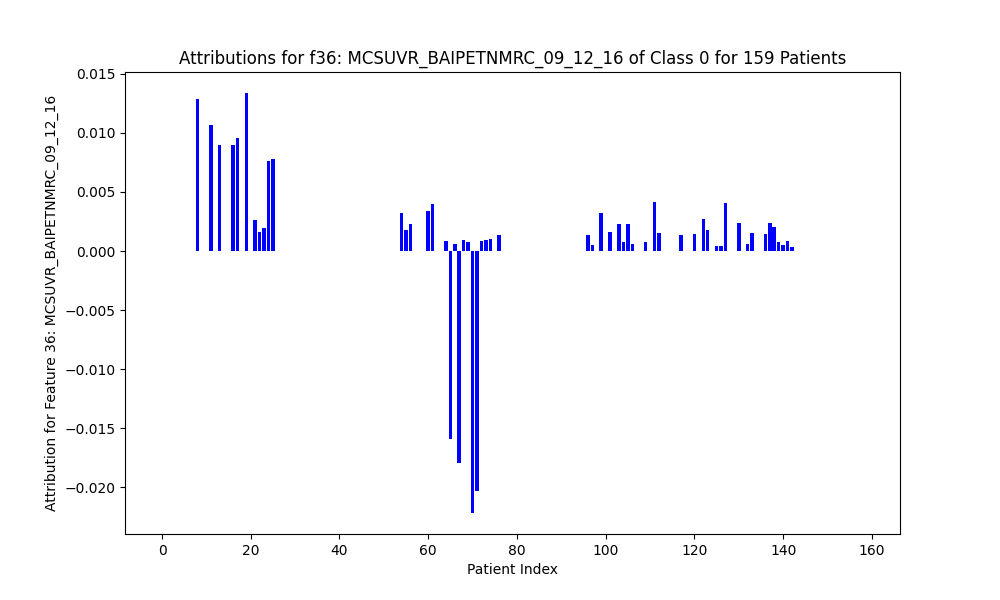 Attributions for f36: MCSUVR_BAIPETNMRC_09_12_16 of Class 0 for 159 Patients
Attribution for Feature 36: MCSUVR_BAIPETNMRC_09_12_16
0.015
0.010
0.005
0.000
−0.005
−0.010
−0.015
−0.020
0 20 40 60 80 100 120 140 160
Patient Index